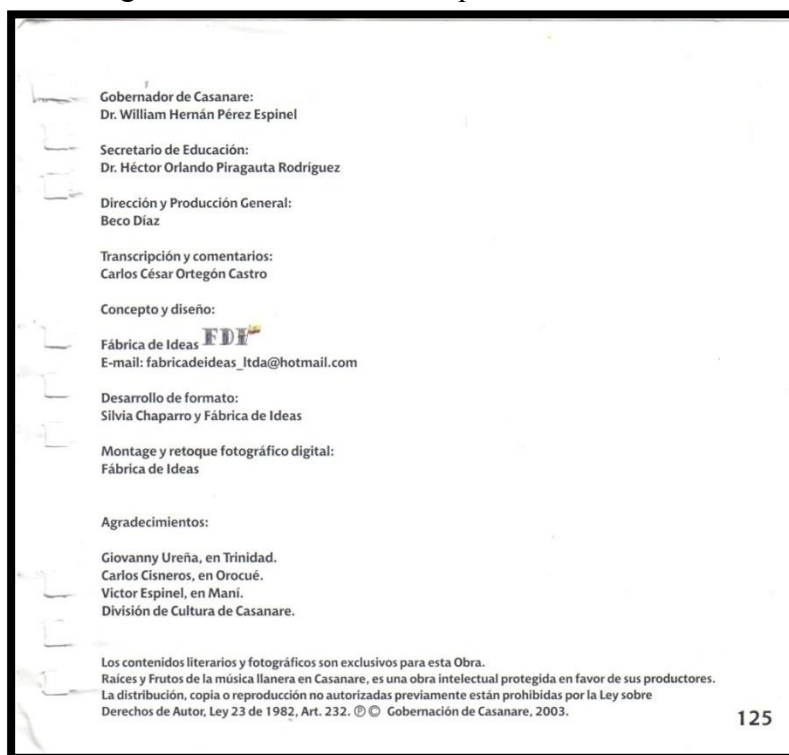 Gobernador de Casanare:
Dr. William Hernán Pérez Espinel
Secretario de Educación:
Dr. Héctor Orlando Piragauta Rodríguez
Dirección y Producción General:
Beco Díaz
Transcripción y comentarios:
Carlos César Ortegón Castro
Concepto y diseño:
Fábrica de Ideas FDI
E-mail: fabricadeideas_ltda@hotmail.com
Desarrollo de formato:
Silvia Chaparro y Fábrica de Ideas
Montage y retoque fotográfico digital:
Fábrica de Ideas
Agradecimientos:
Giovanny Ureña, en Trinidad.
Carlos Cisneros, en Orocué.
Victor Espinel, en Maní.
División de Cultura de Casanare.
Los contenidos literarios y fotográficos son exclusivos para esta Obra.
Raíces y Frutos de la música llanera en Casanare, es una obra intelectual protegida en favor de sus productores.
La distribución, copia o reproducción no autorizadas previamente están prohibidas por la Ley sobre
Derechos de Autor, Ley 23 de 1982, Art. 232. ℗ © Gobernación de Casanare, 2003.
125